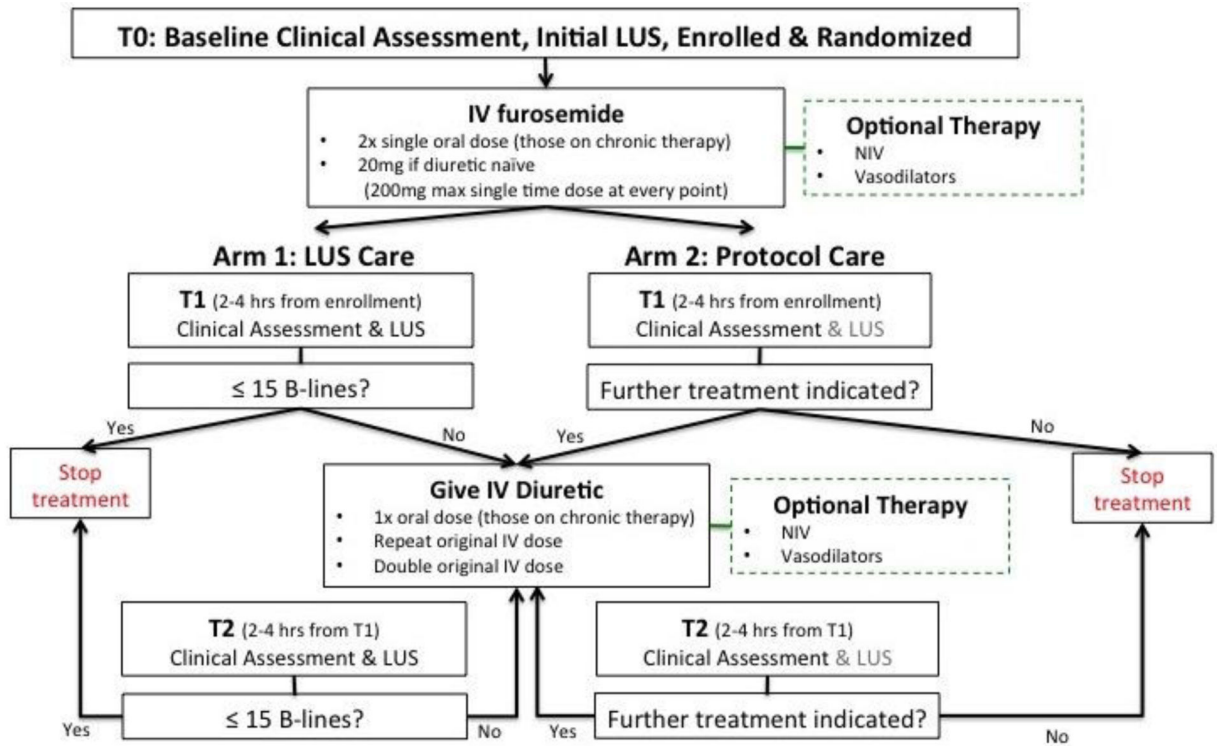 T0: Baseline Clinical Assessment, Initial LUS, Enrolled & Randomized
IV furosemide
• 2x single oral dose (those on chronic therapy)
• 20mg if diuretic naïve
(200mg max single time dose at every point)
Optional Therapy
• NIV
• Vasodilators
Arm 1: LUS Care
Arm 2: Protocol Care
T1 (2-4 hrs from enrollment)
Clinical Assessment & LUS
T1 (2-4 hrs from enrollment)
Clinical Assessment & LUS
≤ 15 B-lines?
Further treatment indicated?
Yes
No
Yes
No
Stop
treatment
Give IV Diuretic
• 1x oral dose (those on chronic therapy)
• Repeat original IV dose
• Double original IV dose
Optional Therapy
• NIV
• Vasodilators
Stop
treatment
T2 (2-4 hrs from T1)
Clinical Assessment & LUS
T2 (2-4 hrs from T1)
Clinical Assessment & LUS
Yes
≤ 15 B-lines?
No
Yes
Further treatment indicated?
No